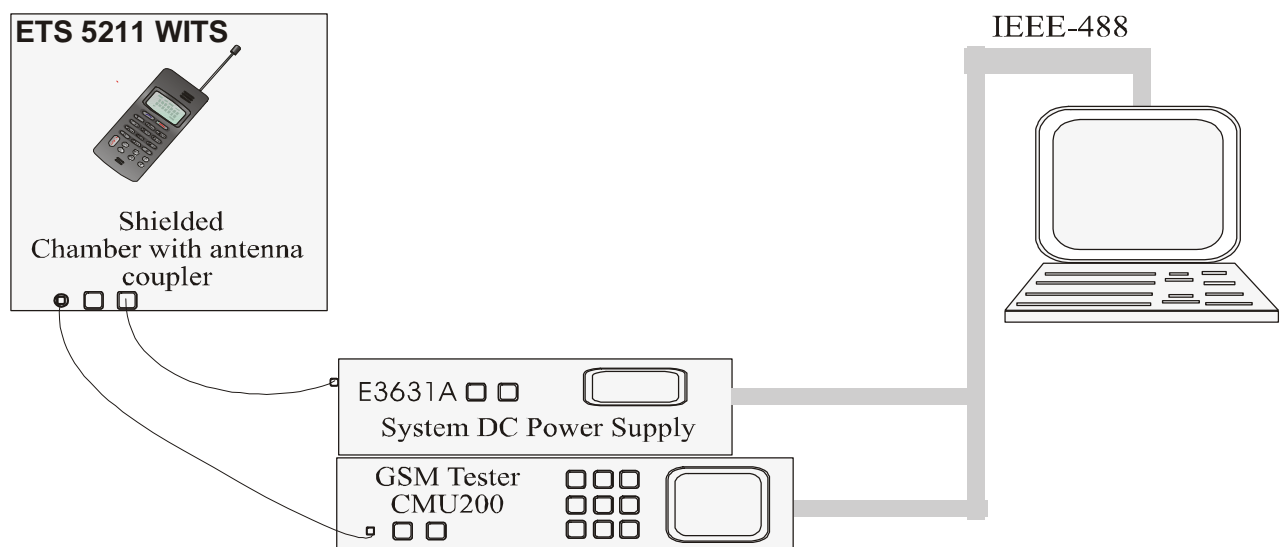 ETS 5211 WITS
IEEE-488
Shielded
Chamber with antenna
coupler
E3631A
System DC Power Supply
GSM Tester
CMU200